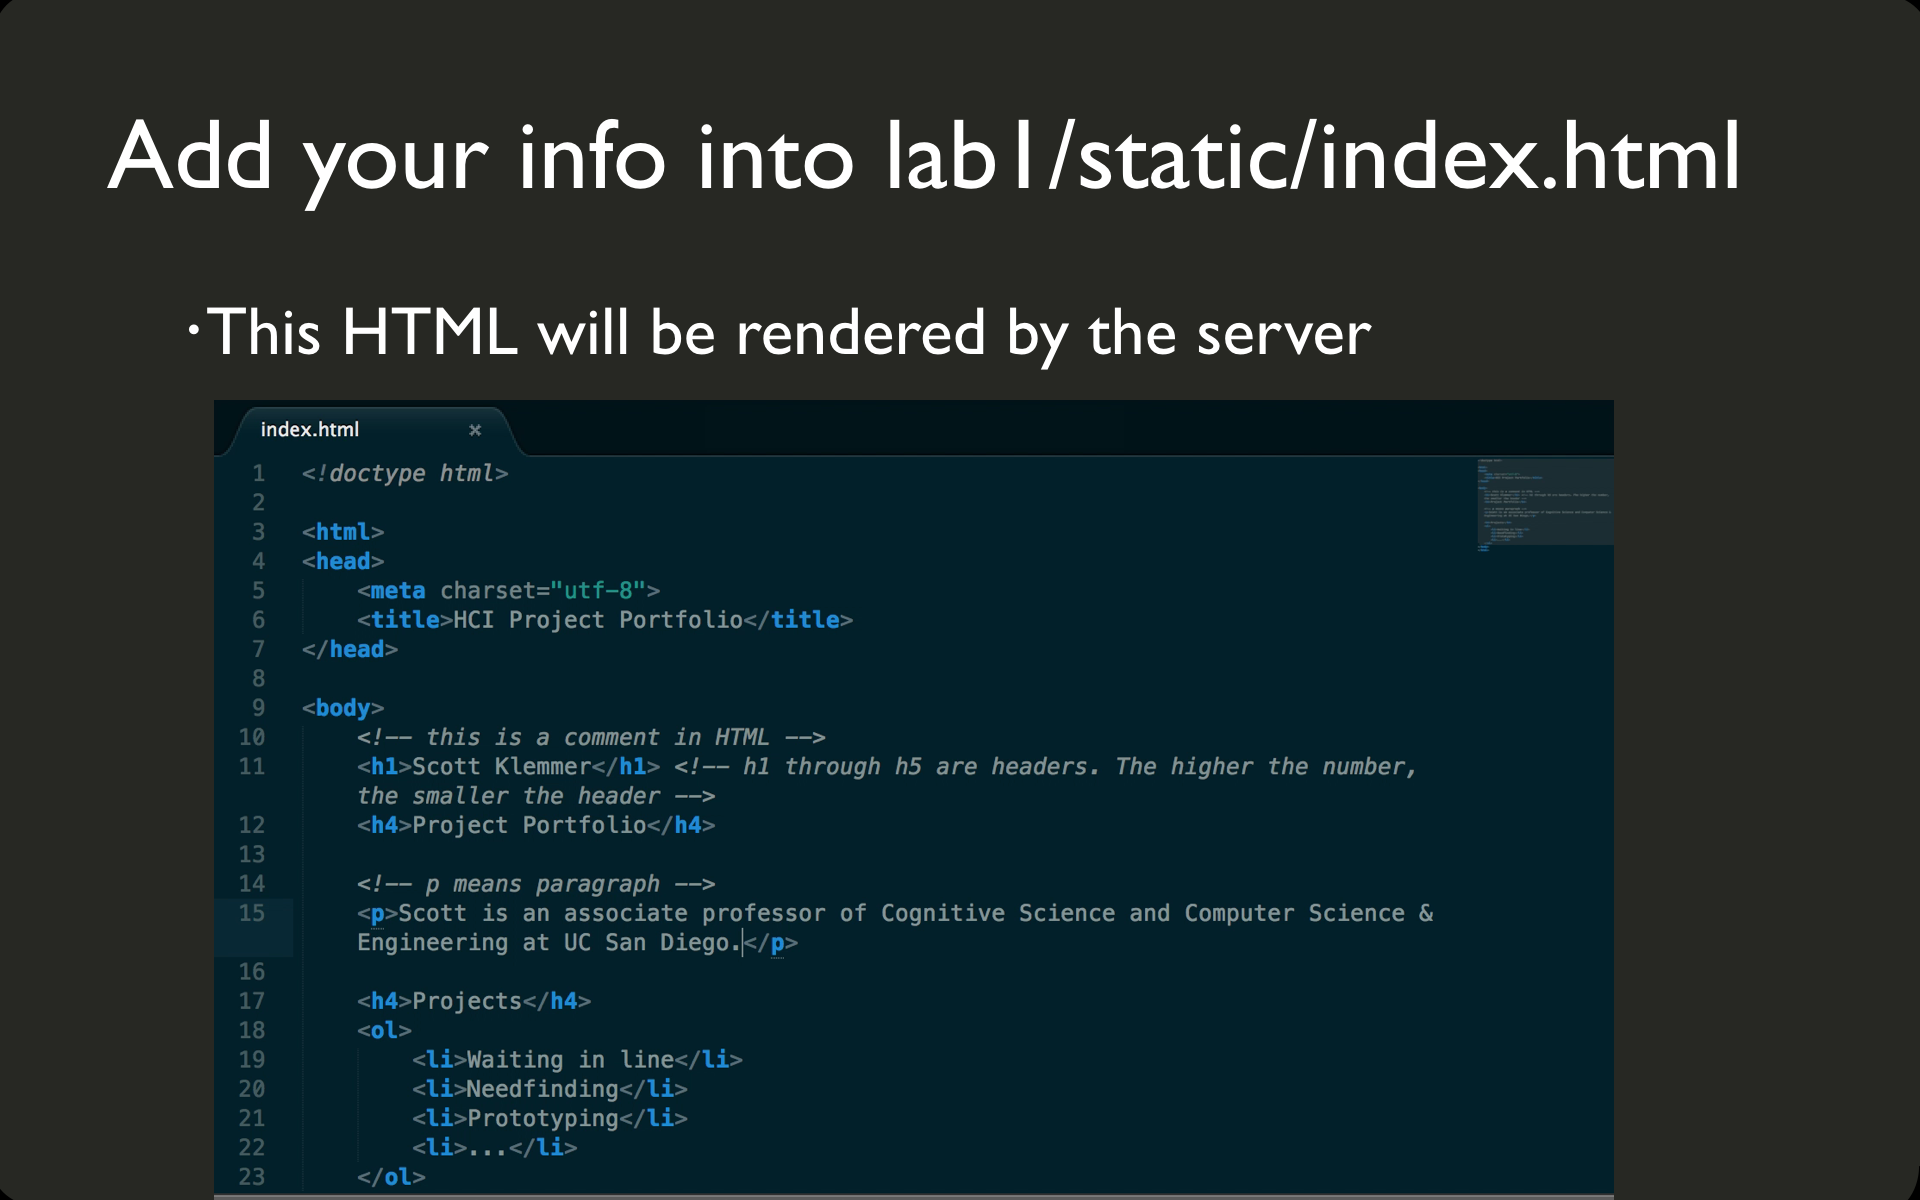 Add your info into lab1/static/index.html
·This HTML will be rendered by the server
index.html ×
1 <!doctype html>
2
3 <html>
4 <head>
5 <meta charset="utf-8">
6 <title>HCI Project Portfolio</title>
7 </head>
8
9 <body>
10 <!-- this is a comment in HTML -->
11 <h1>Scott Klemmer</h1> <!-- h1 through h5 are headers. The higher the number,
the smaller the header -->
12 <h4>Project Portfolio</h4>
13
14 <!-- p means paragraph -->
15 <p>Scott is an associate professor of Cognitive Science and Computer Science &
Engineering at UC San Diego.</p>
16
17 <h4>Projects</h4>
18 <ol>
19 <li>Waiting in line</li>
20 <li>Needfinding</li>
21 <li>Prototyping</li>
22 <li>...</li>
23 </ol>